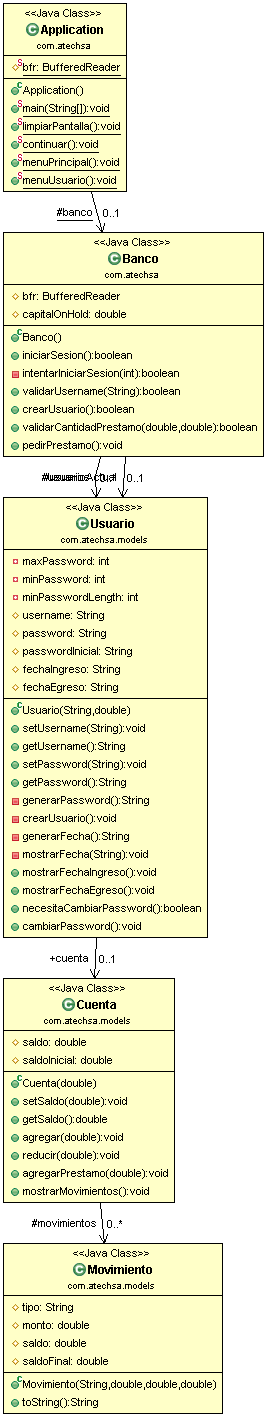 <<Java Class>>
Application
com.atechsa
bfr: BufferedReader
Application()
main(String[]):void
limpiarPantalla():void
continuar():void
menuPrincipal():void
menuUsuario():void
#banco 0..1
<<Java Class>>
Banco
com.atechsa
bfr: BufferedReader
capitalOnHold: double
Banco()
iniciarSesion():boolean
intentarIniciarSesion(int):boolean
validarUsername(String):boolean
crearUsuario():boolean
validarCantidadPrestamo(double,double):boolean
pedirPrestamo():void
0..1
<<Java Class>>
Usuario
com.atechsa.models
maxPassword: int
minPassword: int
minPasswordLength: int
username: String
password: String
passwordInicial: String
fechaIngreso: String
fechaEgreso: String
Usuario(String,double)
setUsername(String):void
getUsername():String
setPassword(String):void
getPassword():String
generarPassword():String
crearUsuario():void
generarFecha():String
mostrarFecha(String):void
mostrarFechaIngreso():void
mostrarFechaEgreso():void
necesitaCambiarPassword():boolean
cambiarPassword():void
+cuenta 0..1
<<Java Class>>
Cuenta
com.atechsa.models
saldo: double
saldoInicial: double
Cuenta(double)
setSaldo(double):void
getSaldo():double
agregar(double):void
reducir(double):void
agregarPrestamo(double):void
mostrarMovimientos():void
#movimientos 0..*
<<Java Class>>
Movimiento
com.atechsa.models
tipo: String
monto: double
saldo: double
saldoFinal: double
Movimiento(String,double,double,double)
toString():String